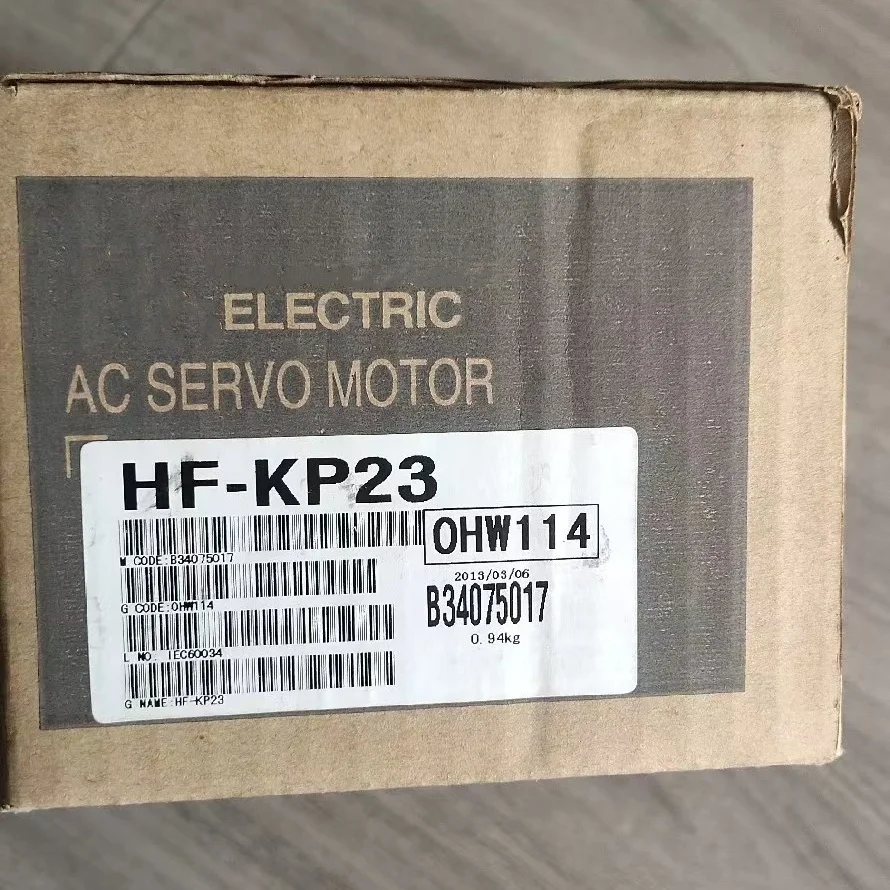 ELECTRIC
AC SERVO MOTOR
HF-KP23
OHW114
M CODE:B34075017
2013/03/06
G CODE:OHW114
B34075017
0.94kg
L NO. IEC60034
G NAME:HF-KP23